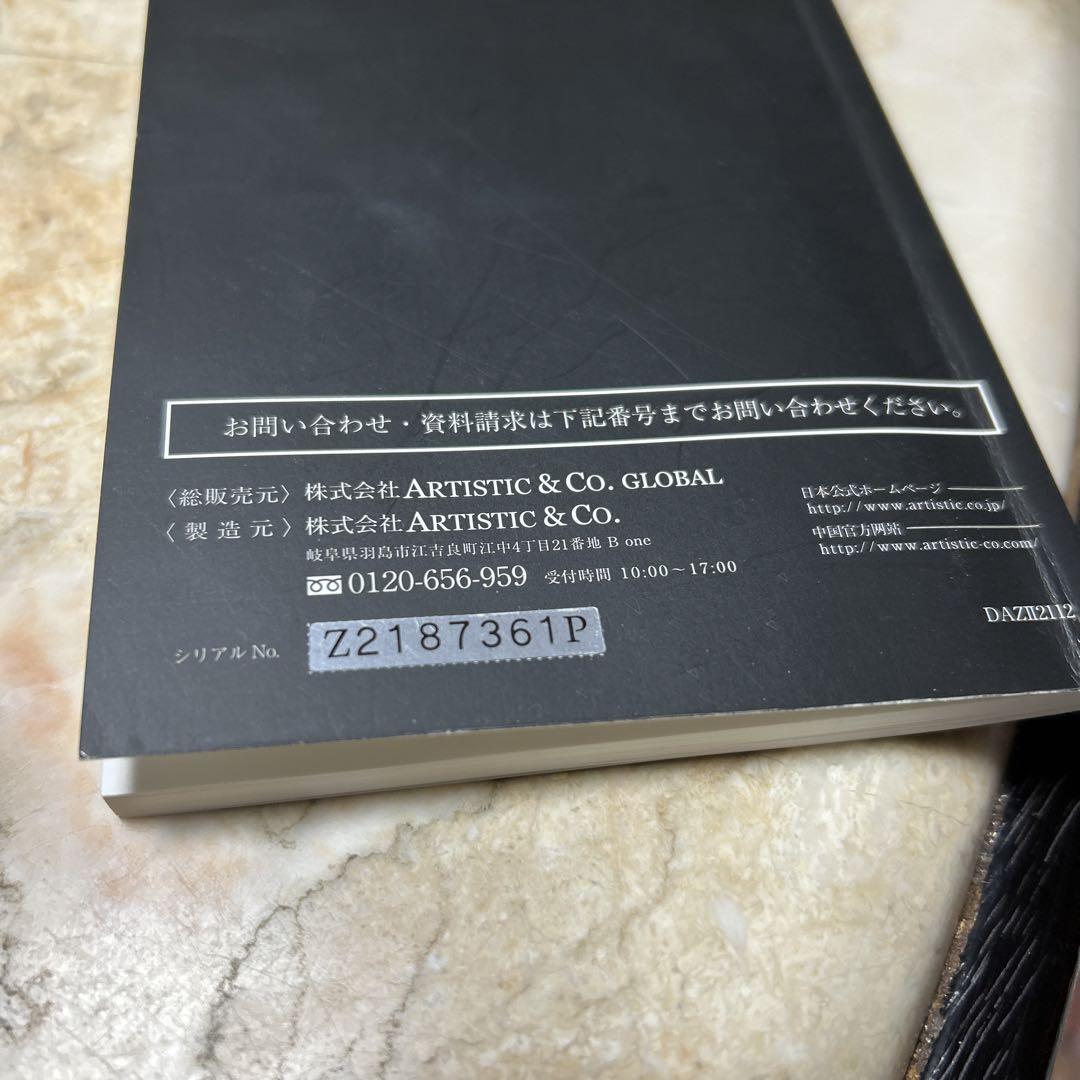 お問い合わせ・資料請求は下記番号までお問い合わせください。
〈総販売元〉株式会社 ARTISTIC & CO. GLOBAL
〈製造元〉株式会社 ARTISTIC & CO.
岐阜県羽島市江吉良町江中4丁目21番地 B one
0120-656-959 受付時間 10:00〜17:00
日本公式ホームページ
http://www.artistic.co.jp/
中国官方网站
http://www.artistic-co.com/
DAZII2112
シリアル No. Z2187361P